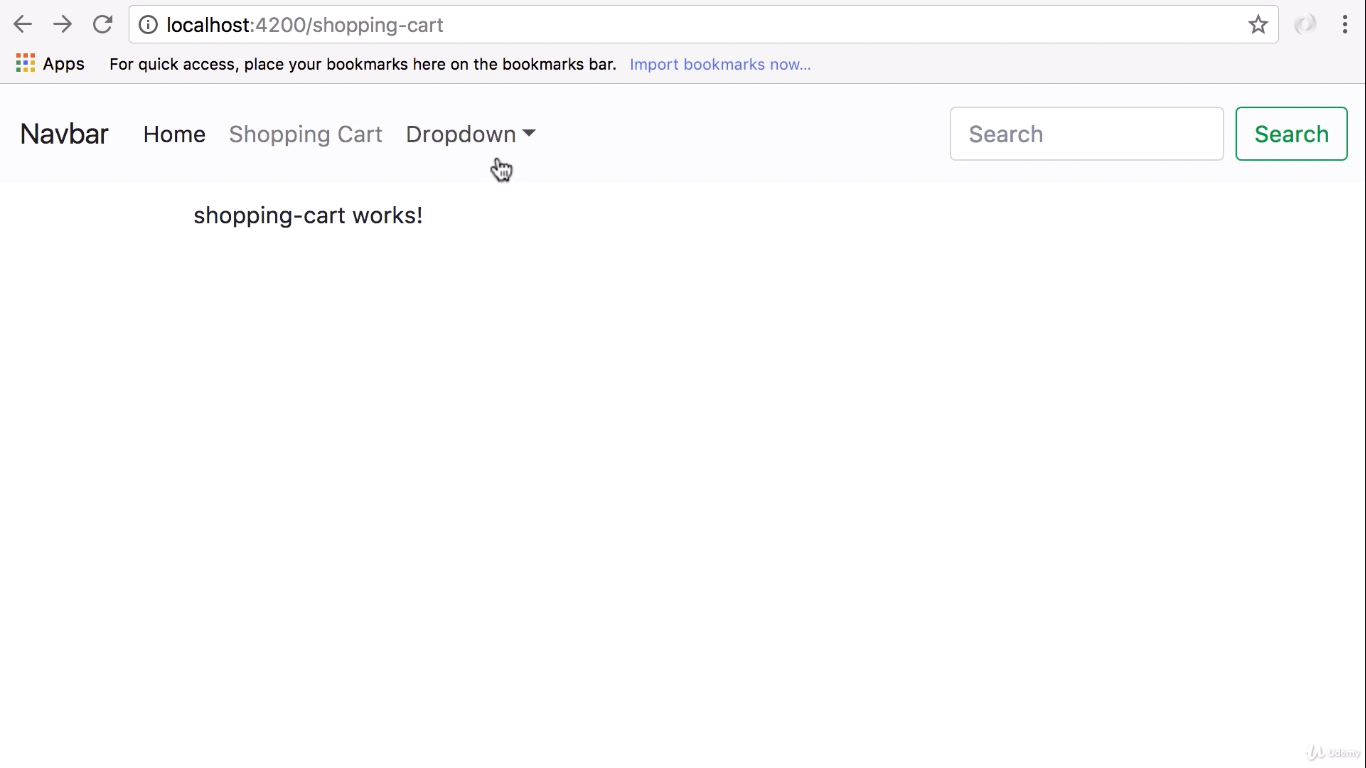 localhost:4200/shopping-cart
Apps For quick access, place your bookmarks here on the bookmarks bar. Import bookmarks now...
Navbar Home Shopping Cart Dropdown Search Search
shopping-cart works!
Udemy